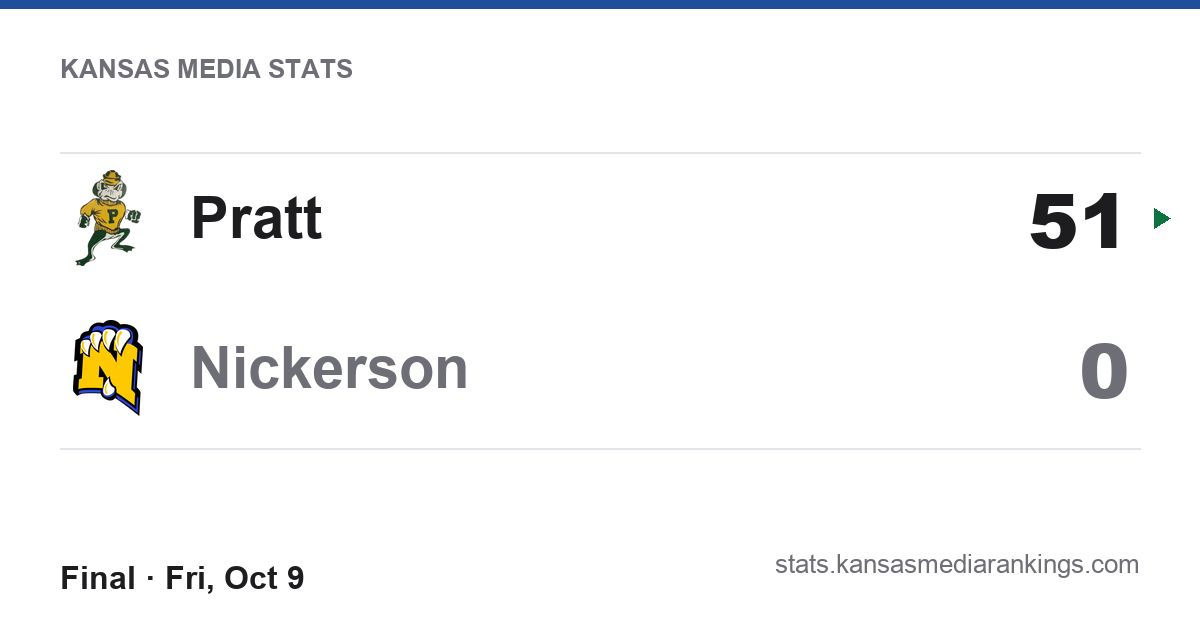 KANSAS MEDIA STATS
P
Pratt 51
N
Nickerson 0
Final · Fri, Oct 9
stats.kansasmediarankings.com